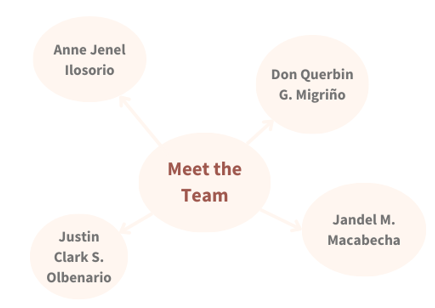 Anne Jenel
Ilosorio
Don Querbin
G. Migriño
Meet the
Team
Jandel M.
Macabecha
Justin
Clark S.
Olbenario